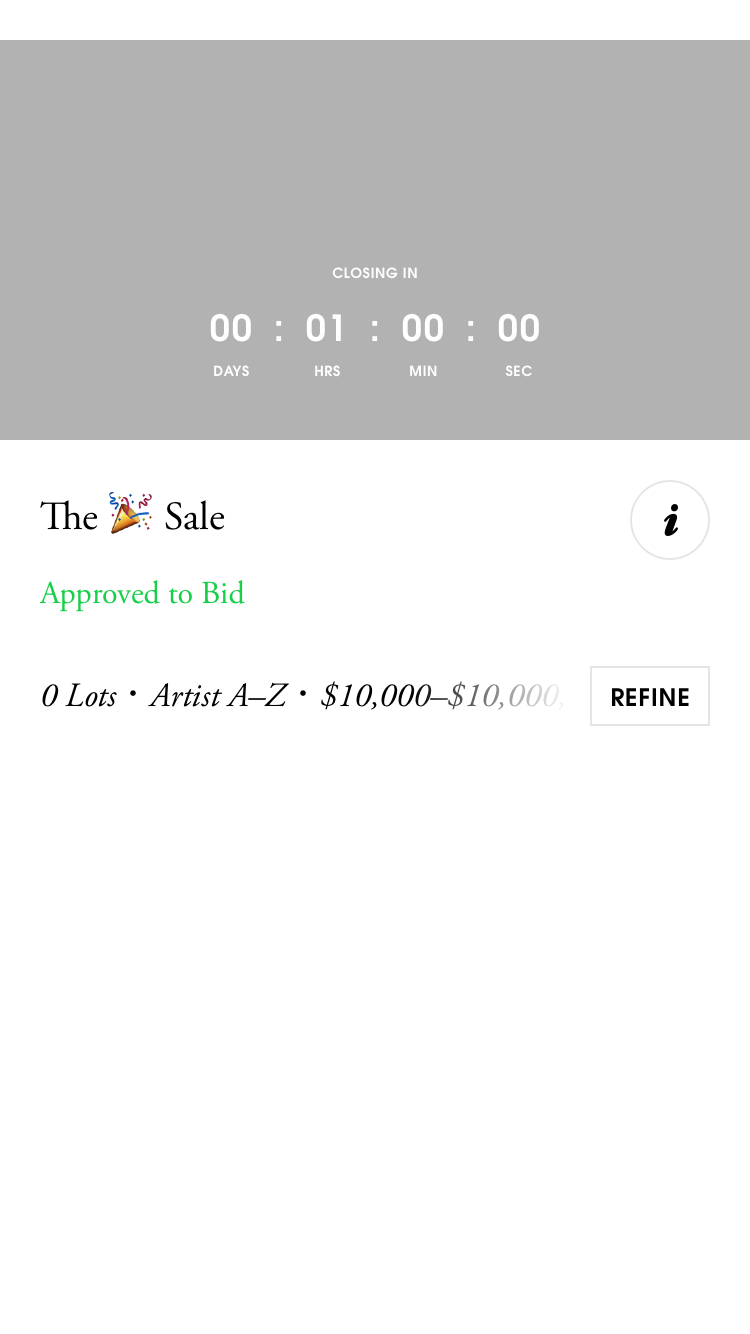 CLOSING IN
00 : 01 : 00 : 00
DAYS HRS MIN SEC
The 🎉 Sale
i
Approved to Bid
0 Lots • Artist A–Z • $10,000–$10,000,
REFINE